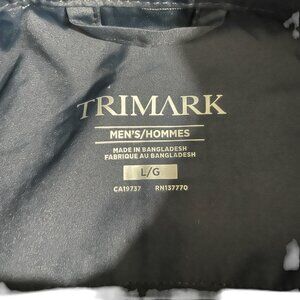 TRIMARK
MEN'S/HOMMES
MADE IN BANGLADESH
FABRIQUE AU BANGLADESH
L/G
CA19737 RN137770